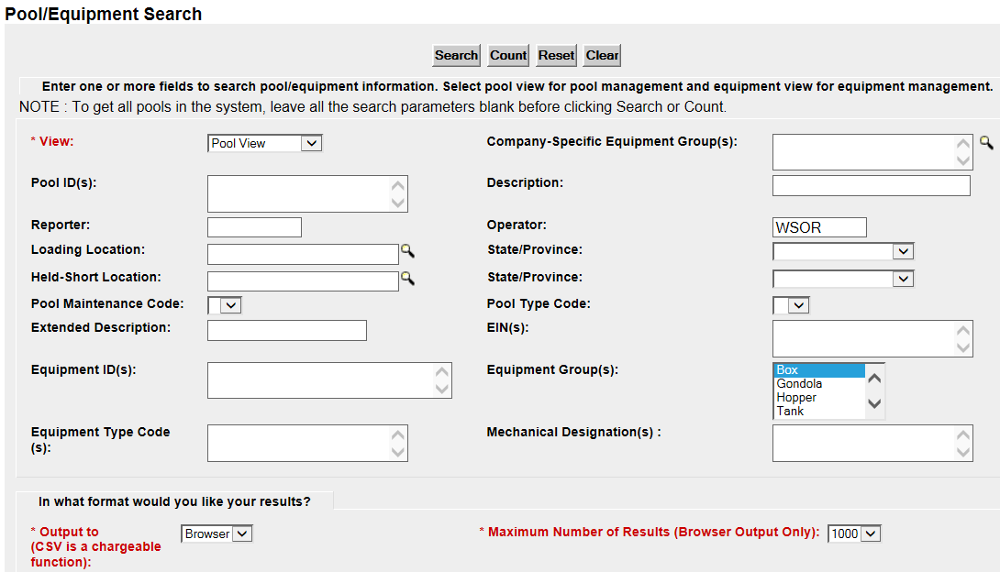 Pool/Equipment Search
Search Count Reset Clear
Enter one or more fields to search pool/equipment information. Select pool view for pool management and equipment view for equipment management.
NOTE : To get all pools in the system, leave all the search parameters blank before clicking Search or Count.
* View: Pool View Company-Specific Equipment Group(s):
Pool ID(s): Description:
Reporter: Operator: WSOR
Loading Location: State/Province:
Held-Short Location: State/Province:
Pool Maintenance Code: Pool Type Code:
Extended Description: EIN(s):
Equipment ID(s): Equipment Group(s): Box
Gondola
Hopper
Tank
Equipment Type Code Mechanical Designation(s) :
(s):
In what format would you like your results?
* Output to Browser * Maximum Number of Results (Browser Output Only): 1000
(CSV is a chargeable
function):